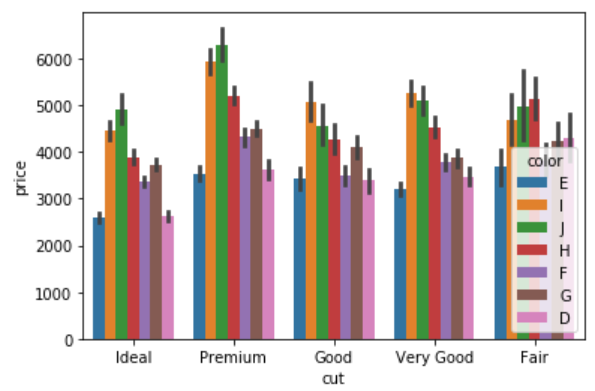 6000
5000
4000
3000
2000
1000
0
price
Ideal
Premium
Good
Very Good
Fair
cut
color
E
I
J
H
F
G
D